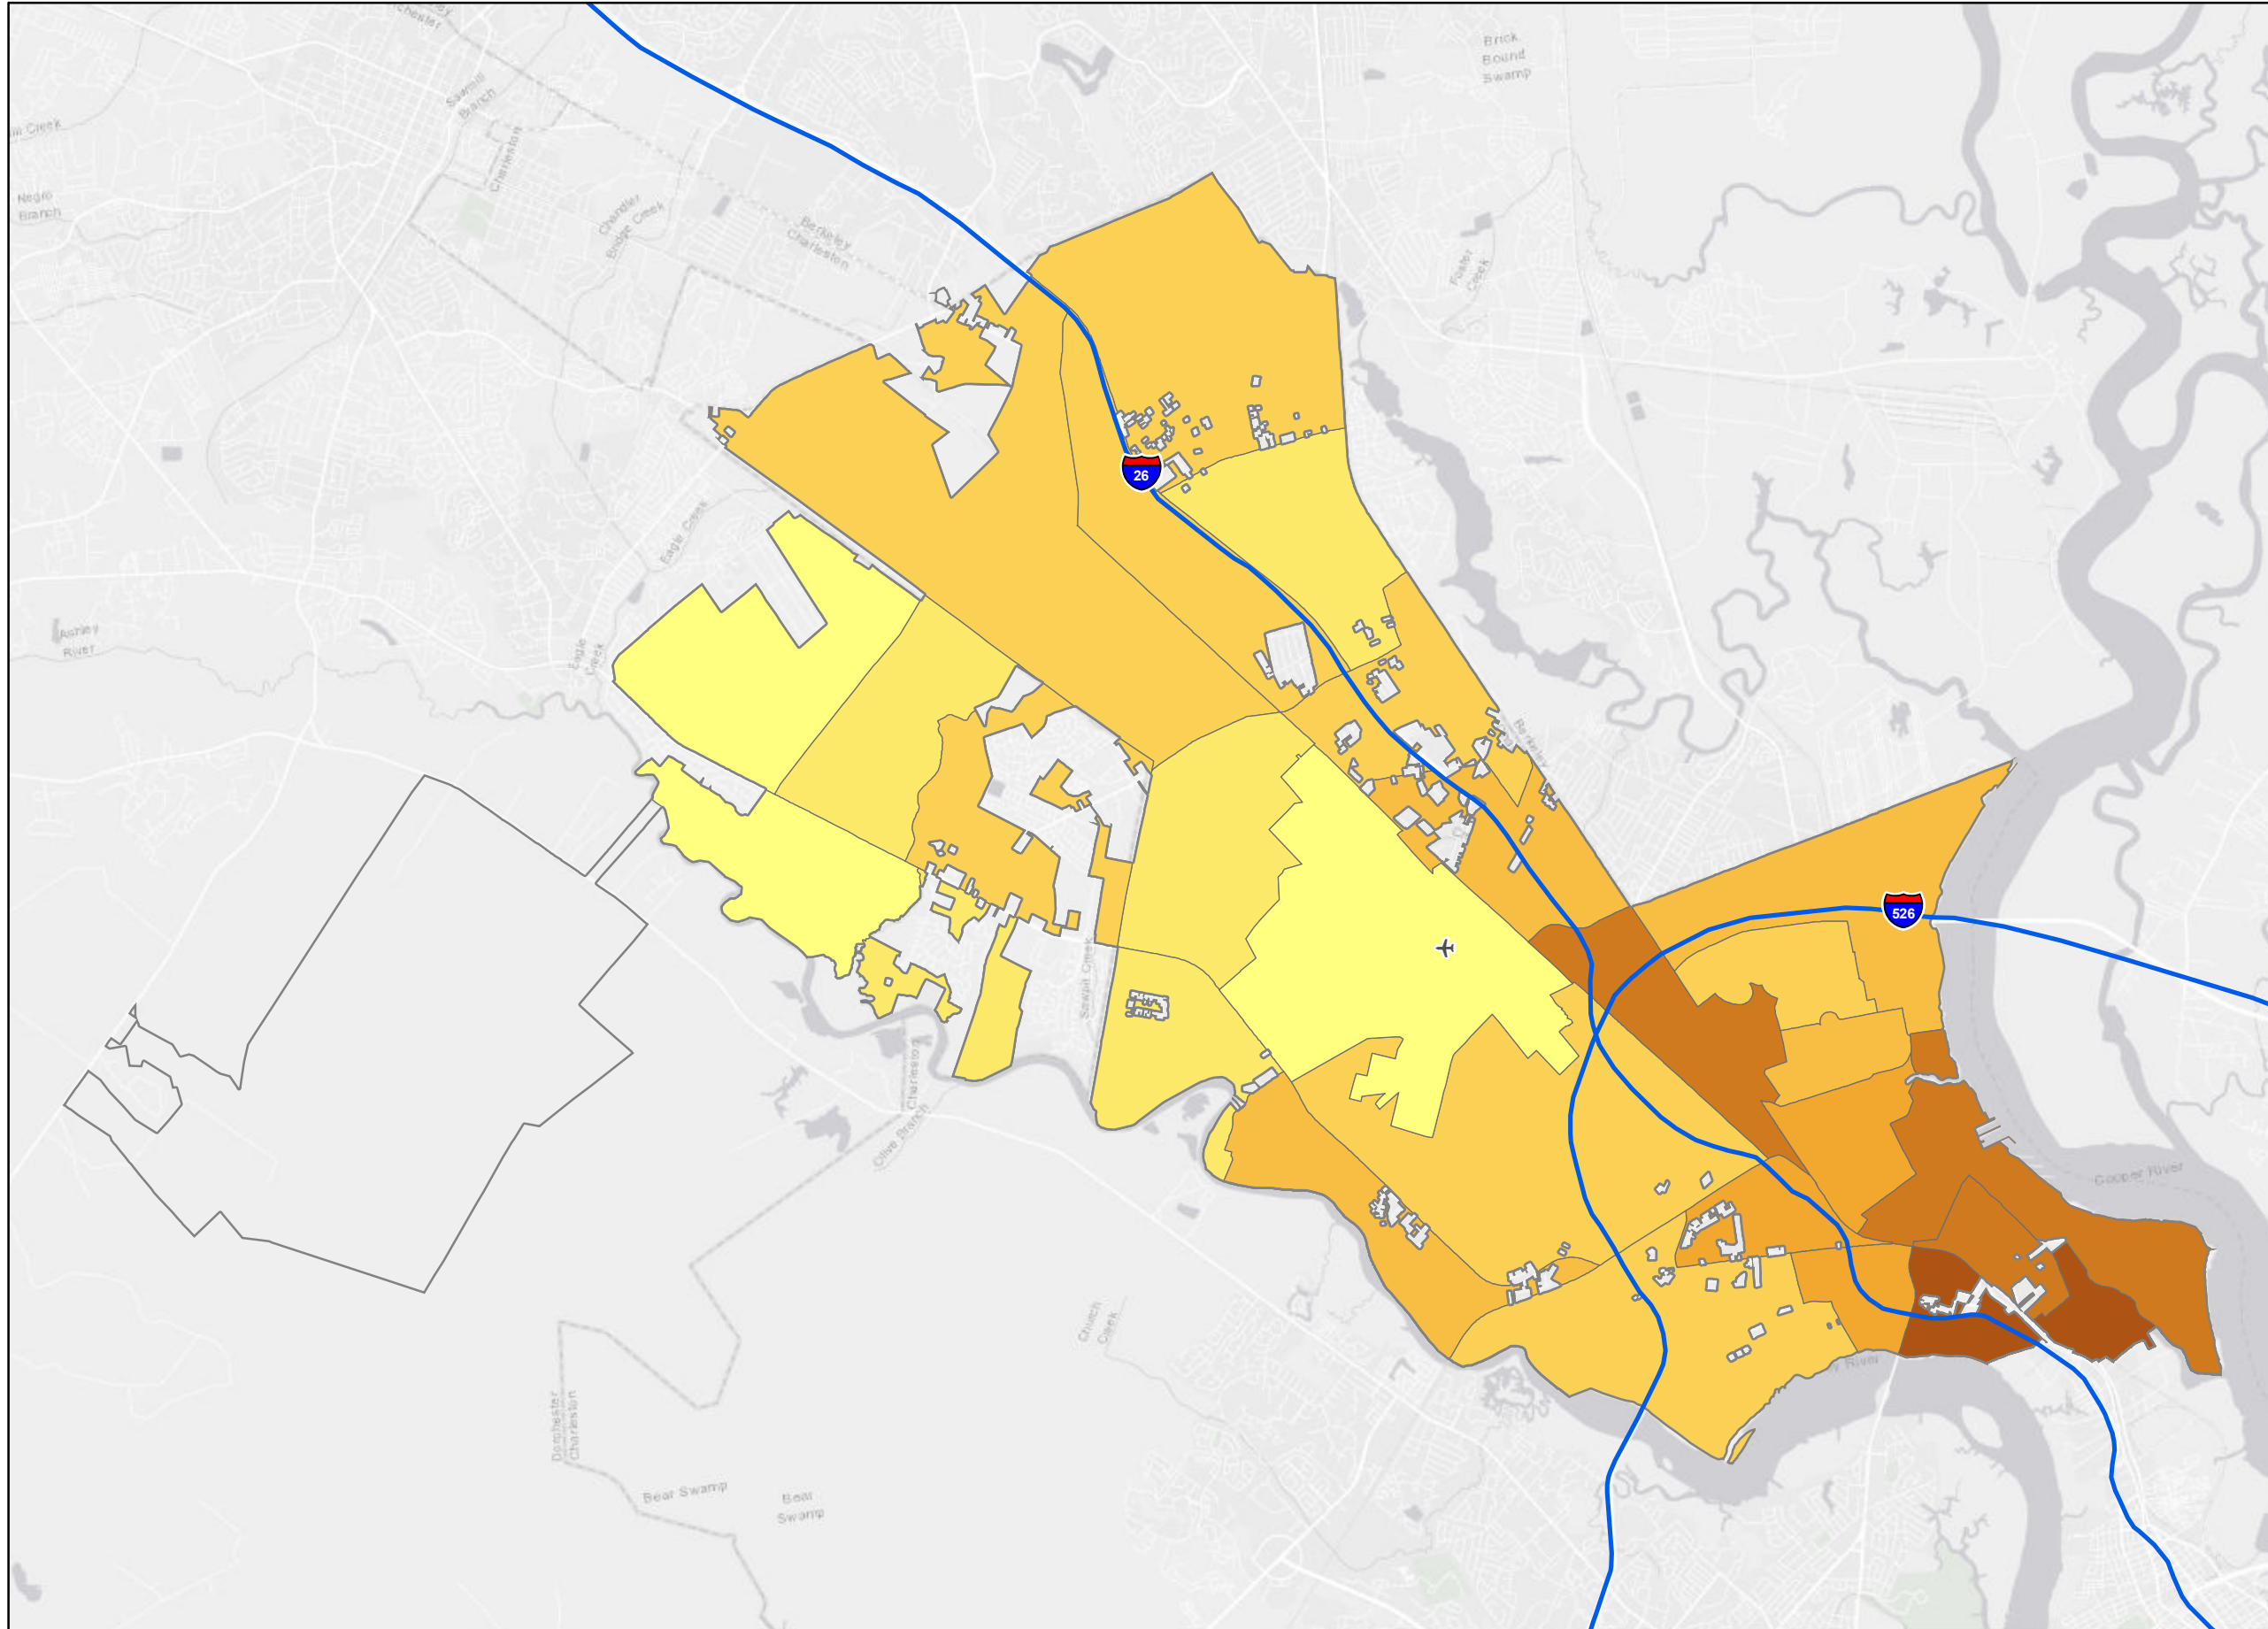 Brick
Bound
Swamp
Sawmill
Branch
Charleston
Negro
Branch
Chandler
Bridge Creek
Berkeley
Charleston
Foster
Creek
26
Eagle Creek
Ashley
River
Eagle
Creek
Berkeley
526
Sawpit Creek
Charleston
Olive Branch
Cooper River
Church
Creek
River
Dorchester
Charleston
Bear Swamp
Bear
Swamp